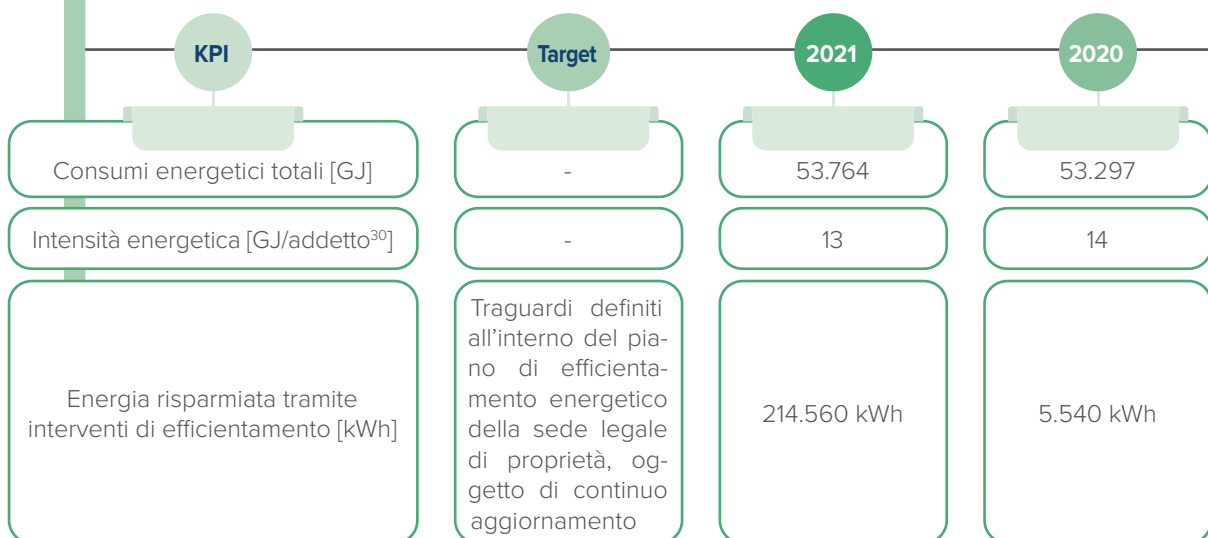 KPI
Target
2021
2020
Consumi energetici totali [GJ]
-
53.764
53.297
Intensità energetica [GJ/addetto³⁰]
-
13
14
Energia risparmiata tramite
interventi di efficientamento [kWh]
Traguardi definiti
all'interno del pia-
no di efficienta-
mento energetico
della sede legale
di proprietà, og-
getto di continuo
aggiornamento
214.560 kWh
5.540 kWh